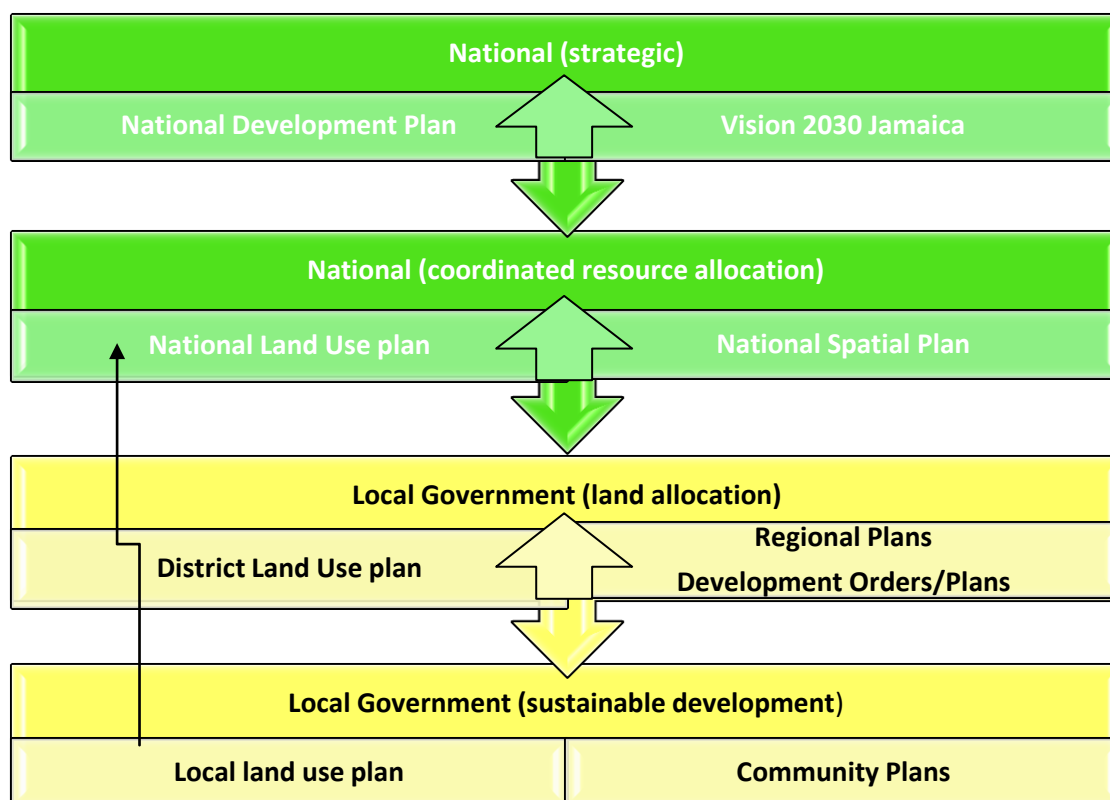 National (strategic)
National Development Plan
Vision 2030 Jamaica
National (coordinated resource allocation)
National Land Use plan
National Spatial Plan
Local Government (land allocation)
District Land Use plan
Regional Plans
Development Orders/Plans
Local Government (sustainable development)
Local land use plan
Community Plans